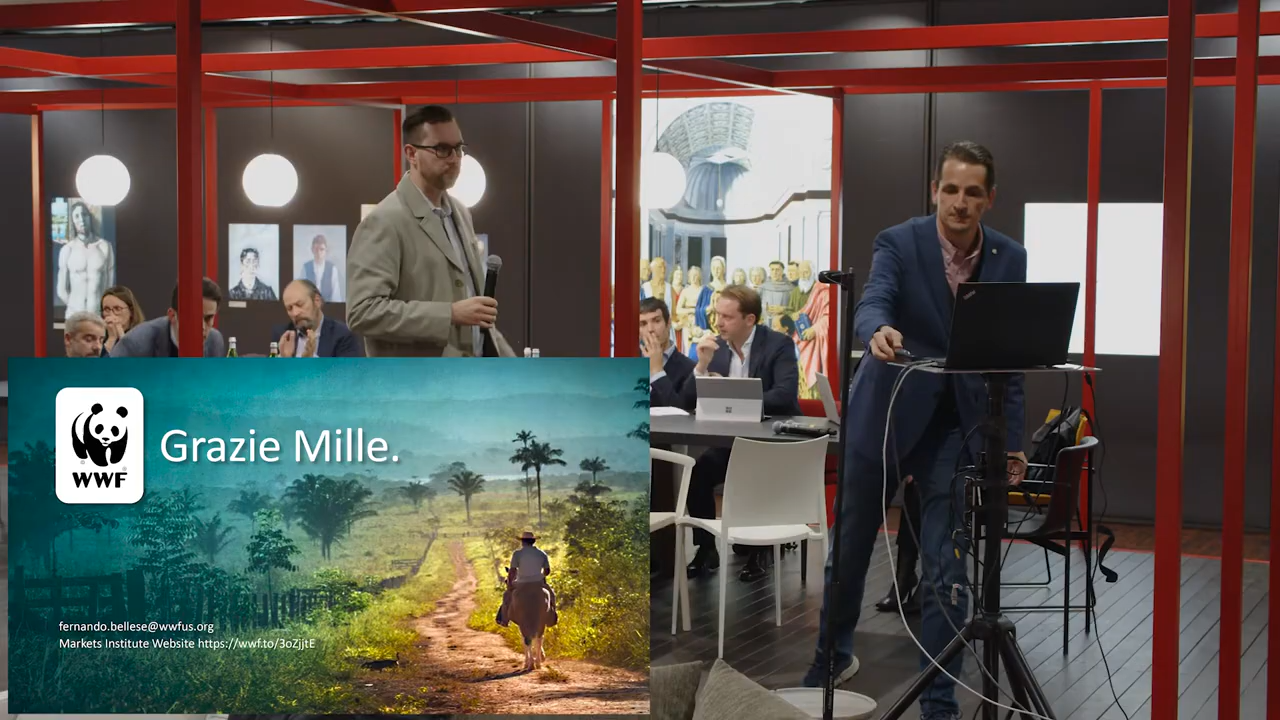 WWF
Grazie Mille.
fernando.bellese@wwfus.org
Markets Institute Website https://wwf.to/3oZjjtE